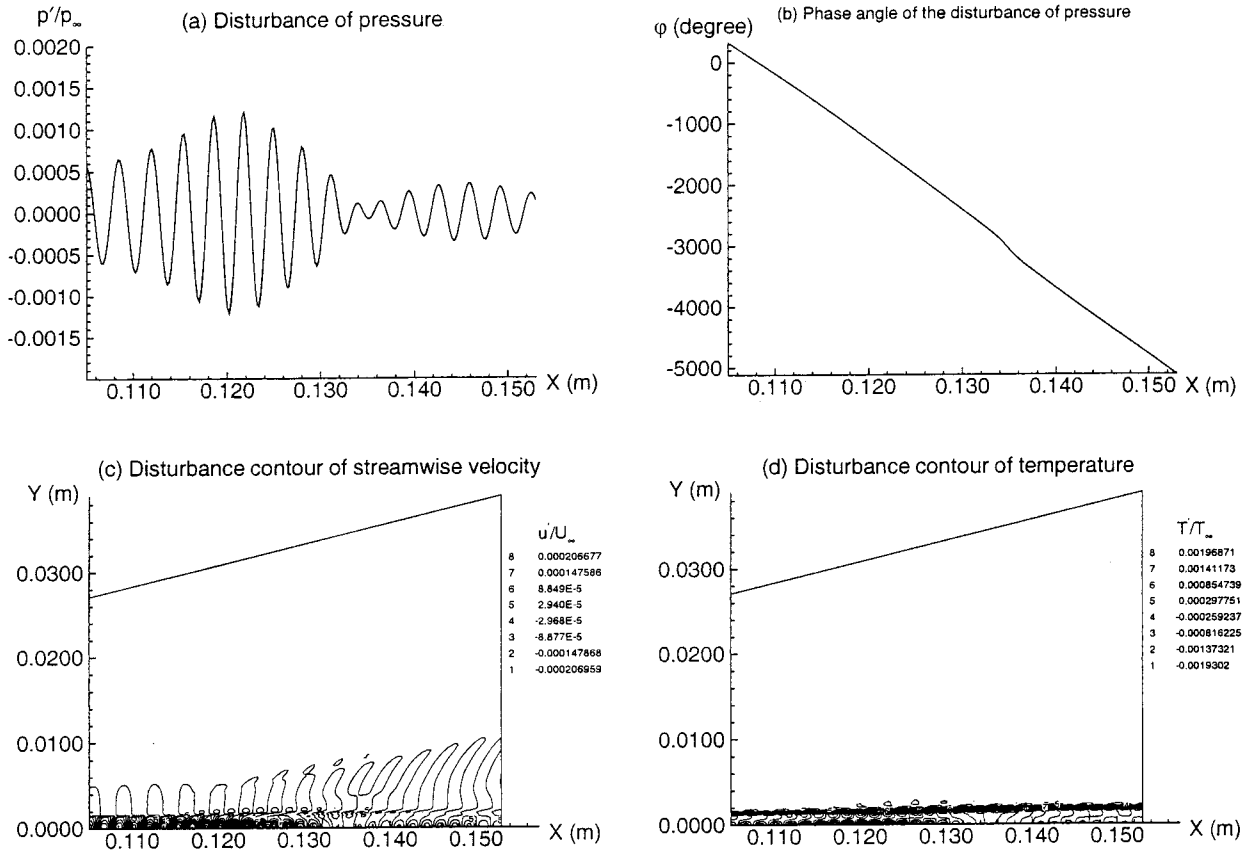 p′/p∞
(a) Disturbance of pressure
0.0020
0.0015
0.0010
0.0005
0.0000
-0.0005
-0.0010
-0.0015
0.110 0.120 0.130 0.140 0.150 X (m)
(b) Phase angle of the disturbance of pressure
φ (degree)
0
-1000
-2000
-3000
-4000
-5000
0.110 0.120 0.130 0.140 0.150 X (m)
(c) Disturbance contour of streamwise velocity
Y (m)
0.0300
0.0200
0.0100
0.0000
0.110 0.120 0.130 0.140 0.150 X (m)
u′/U∞
8 0.000206677
7 0.000147586
6 8.849E-5
5 2.940E-5
4 -2.968E-5
3 -8.877E-5
2 -0.000147868
1 -0.000206959
(d) Disturbance contour of temperature
Y (m)
0.0300
0.0200
0.0100
0.0000
0.110 0.120 0.130 0.140 0.150 X (m)
T′/T∞
8 0.00196871
7 0.00141173
6 0.000854739
5 0.000297751
4 -0.000259237
3 -0.000816225
2 -0.00137321
1 -0.0019302